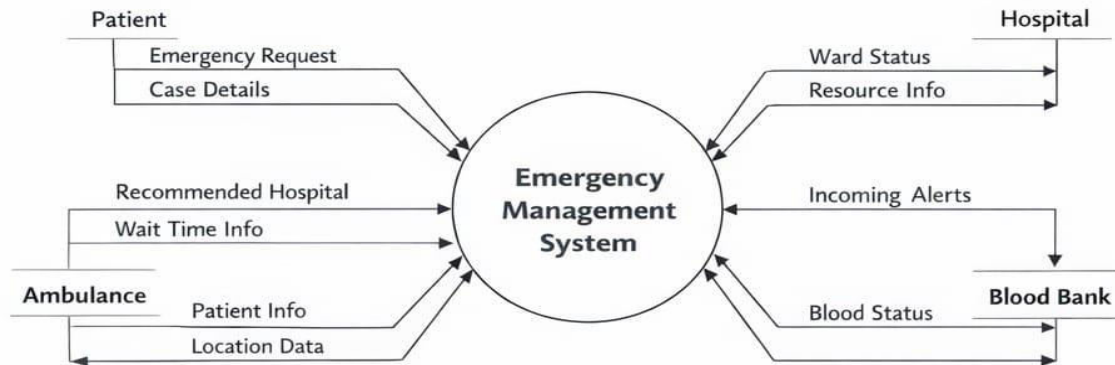 Patient
Hospital
Emergency Request
Ward Status
Case Details
Resource Info
Emergency
Management
System
Recommended Hospital
Incoming Alerts
Wait Time Info
Ambulance
Blood Bank
Patient Info
Blood Status
Location Data